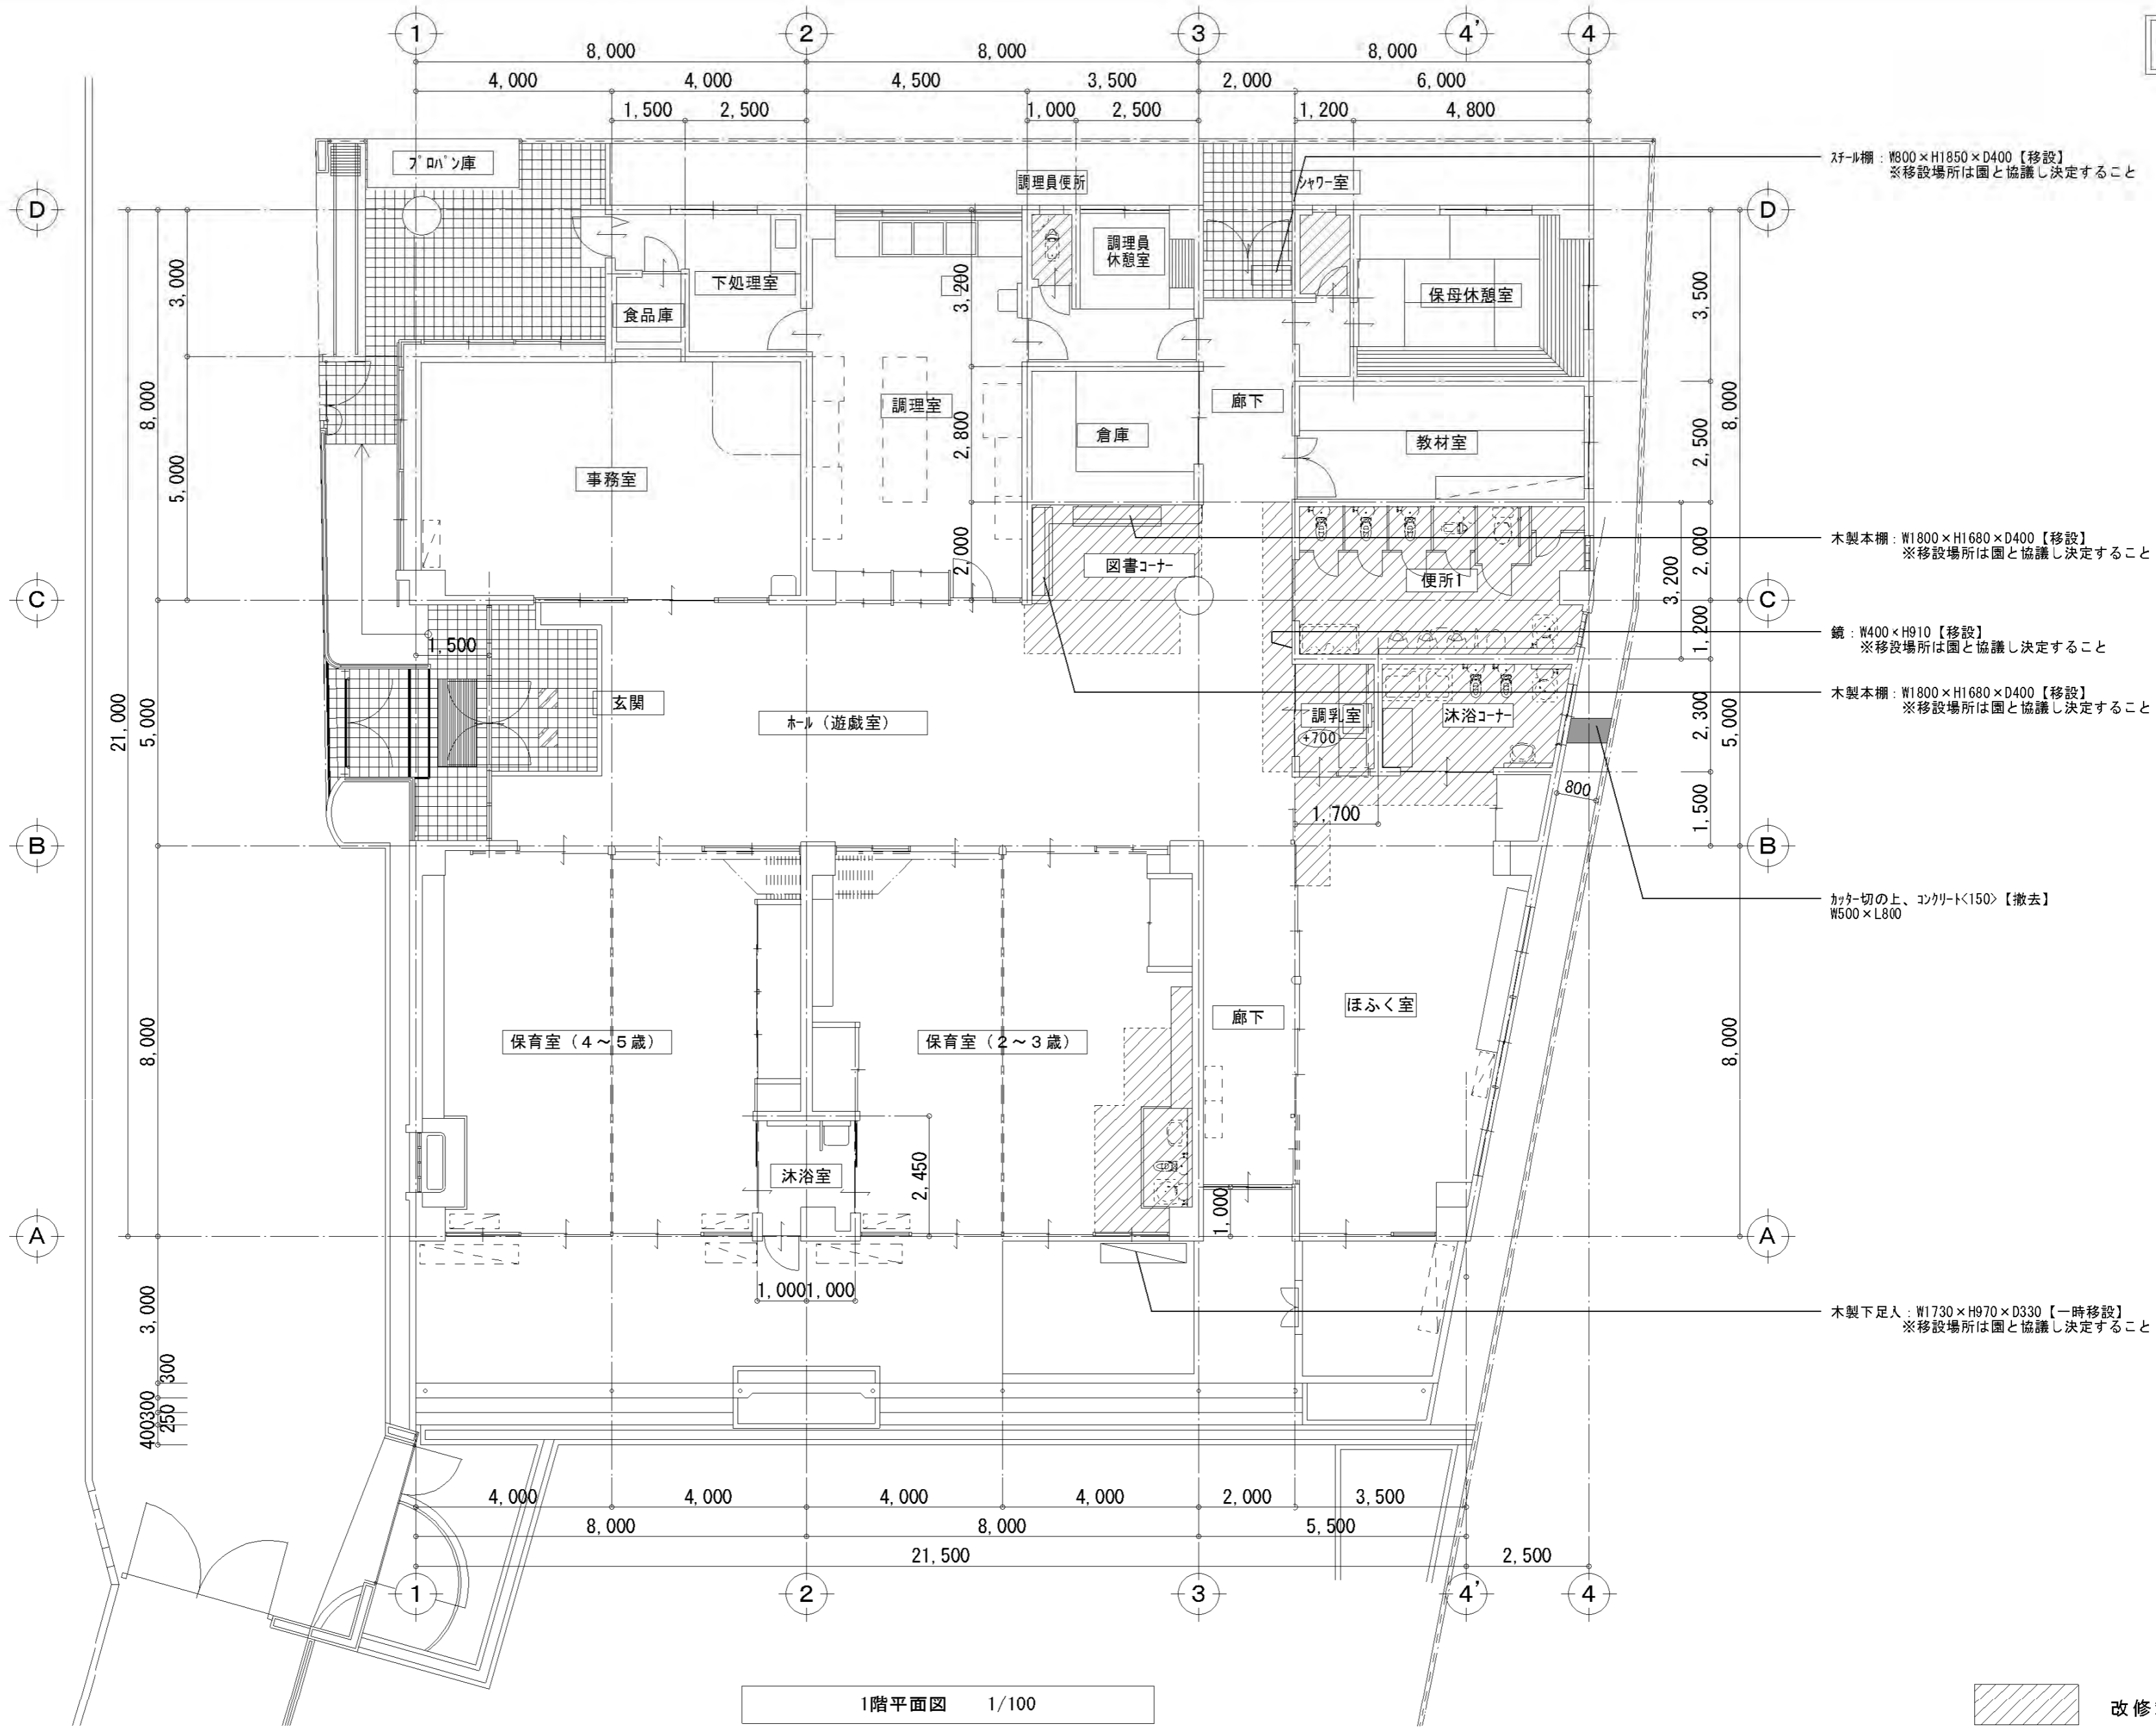 1
2
3
4'
4
8,000
8,000
8,000
4,000
4,000
4,500
3,500
2,000
6,000
1,500
2,500
1,000
2,500
1,200
4,800
ﾌﾟﾛﾊﾟﾝ庫
調理員便所
ｼｬﾜｰ室
ｽﾁｰﾙ棚：W800×H1850×D400【移設】
※移設場所は園と協議し決定すること
D
D
3,000
下処理室
3,200
調理員
休憩室
保母休憩室
3,500
食品庫
8,000
調理室
廊下
8,000
2,800
倉庫
教材室
2,500
5,000
事務室
2,000
図書ｺｰﾅｰ
便所1
3,200
2,000
木製本棚：W1800×H1680×D400【移設】
※移設場所は園と協議し決定すること
C
C
1,500
1,200
鏡：W400×H910【移設】
※移設場所は園と協議し決定すること
21,000
5,000
玄関
ﾎｰﾙ（遊戯室）
調乳室
+700
沐浴ｺｰﾅｰ
2,300
5,000
木製本棚：W1800×H1680×D400【移設】
※移設場所は園と協議し決定すること
800
1,700
1,500
B
B
ｶｯﾀｰ切の上、ｺﾝｸﾘｰﾄ<150>【撤去】
W500×L800
8,000
保育室（4～5歳）
保育室（2～3歳）
廊下
ほふく室
8,000
沐浴室
2,450
1,000
A
A
1,000
1,000
3,000
木製下足入：W1730×H970×D330【一時移設】
※移設場所は園と協議し決定すること
300
300
250
400
4,000
4,000
4,000
4,000
2,000
3,500
8,000
8,000
5,500
21,500
2,500
1
2
3
4'
4
1階平面図 1/100
改修